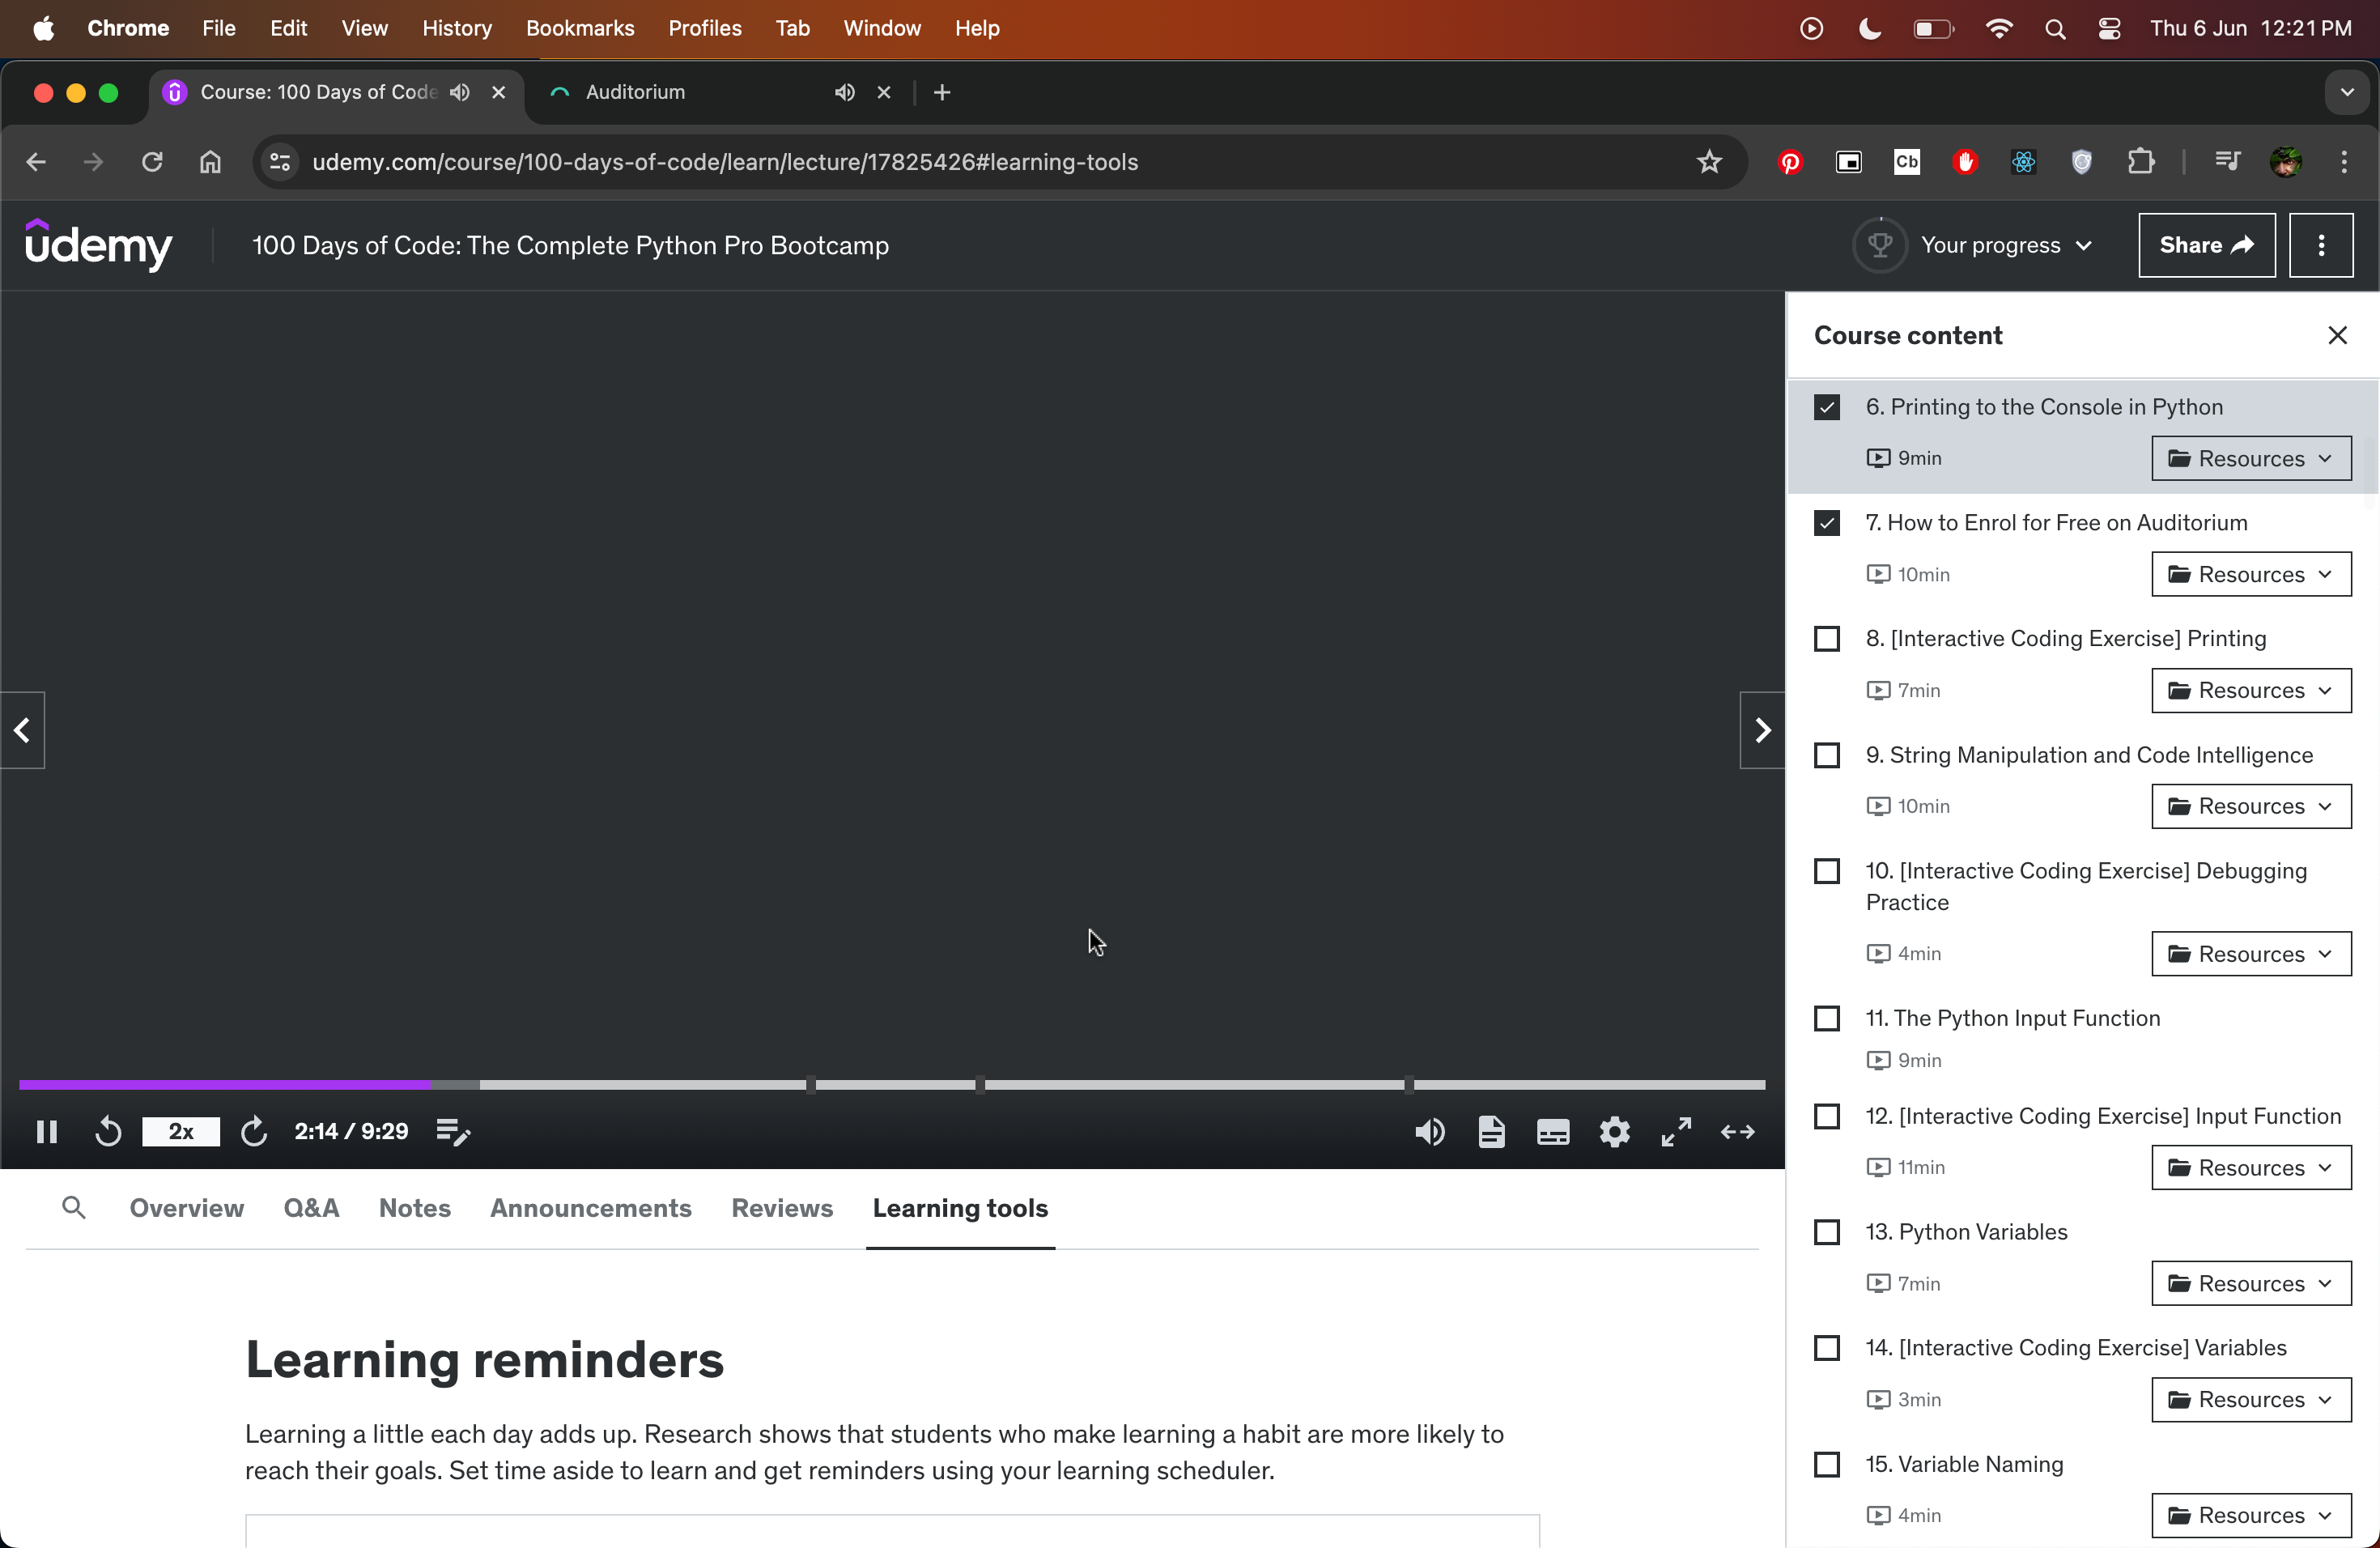 Chrome File Edit View History Bookmarks Profiles Tab Window Help Thu 6 Jun 12:21 PM
Course: 100 Days of Code Auditorium
udemy.com/course/100-days-of-code/learn/lecture/17825426#learning-tools Cb
udemy 100 Days of Code: The Complete Python Pro Bootcamp Your progress Share
Course content
6. Printing to the Console in Python
9min Resources
7. How to Enrol for Free on Auditorium
10min Resources
8. [Interactive Coding Exercise] Printing
7min Resources
9. String Manipulation and Code Intelligence
10min Resources
10. [Interactive Coding Exercise] Debugging
Practice
4min Resources
11. The Python Input Function
9min
12. [Interactive Coding Exercise] Input Function
11min Resources
13. Python Variables
7min Resources
14. [Interactive Coding Exercise] Variables
3min Resources
15. Variable Naming
4min Resources
2x 2:14 / 9:29
Overview Q&A Notes Announcements Reviews Learning tools
Learning reminders
Learning a little each day adds up. Research shows that students who make learning a habit are more likely to
reach their goals. Set time aside to learn and get reminders using your learning scheduler.